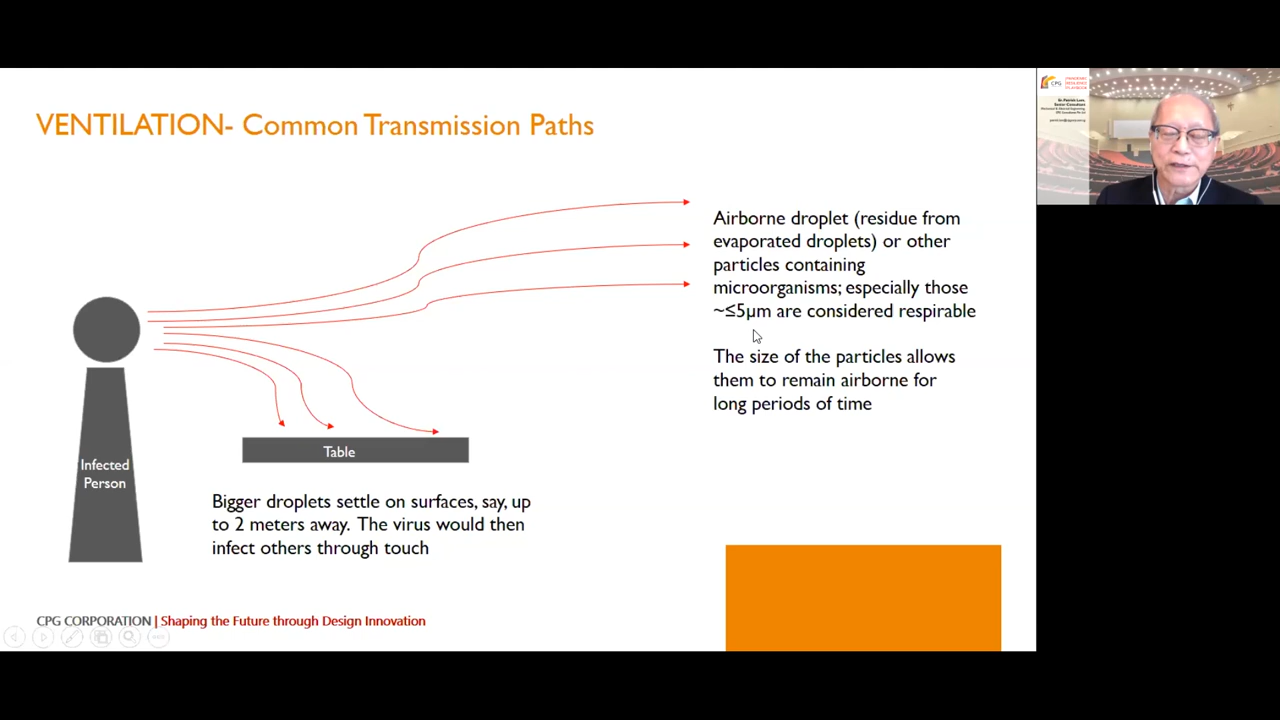 VENTILATION- Common Transmission Paths
Airborne droplet (residue from
evaporated droplets) or other
particles containing
microorganisms; especially those
~≤5µm are considered respirable
The size of the particles allows
them to remain airborne for
long periods of time
Table
Infected
Person
Bigger droplets settle on surfaces, say, up
to 2 meters away. The virus would then
infect others through touch
CPG CORPORATION | Shaping the Future through Design Innovation
CPG